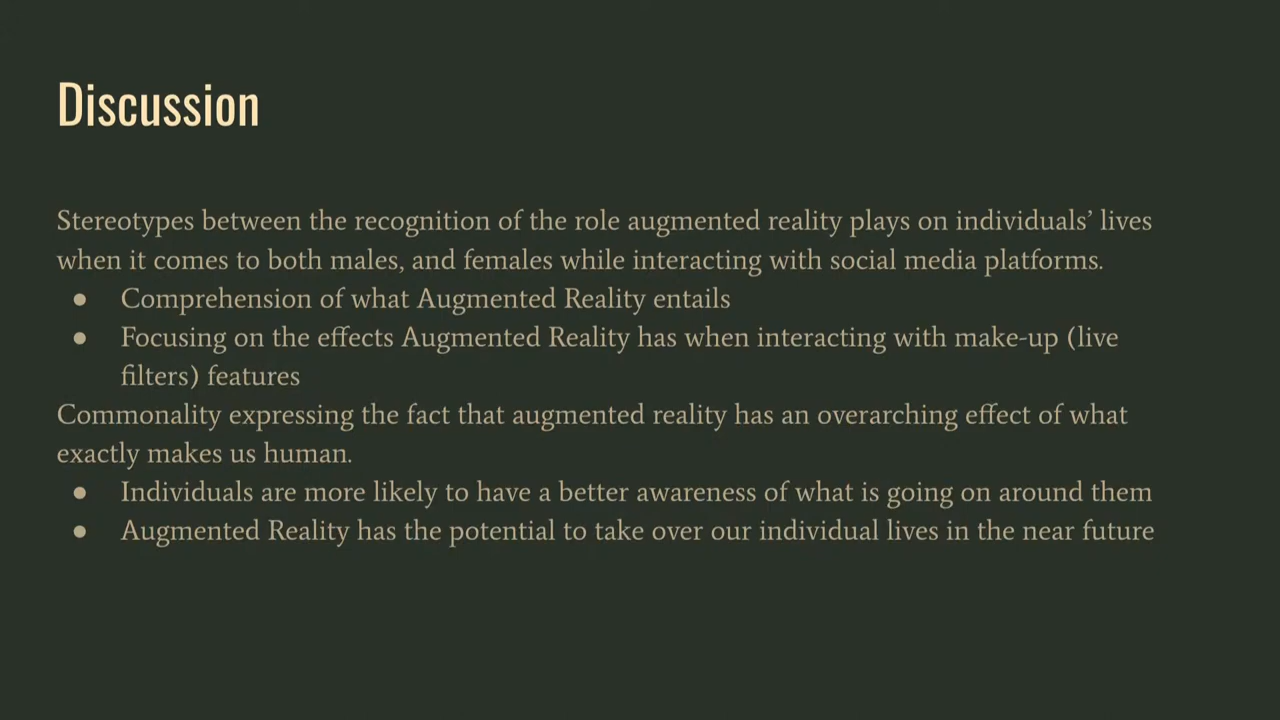 Discussion
Stereotypes between the recognition of the role augmented reality plays on individuals’ lives
when it comes to both males, and females while interacting with social media platforms.
● Comprehension of what Augmented Reality entails
● Focusing on the effects Augmented Reality has when interacting with make-up (live
filters) features
Commonality expressing the fact that augmented reality has an overarching effect of what
exactly makes us human.
● Individuals are more likely to have a better awareness of what is going on around them
● Augmented Reality has the potential to take over our individual lives in the near future